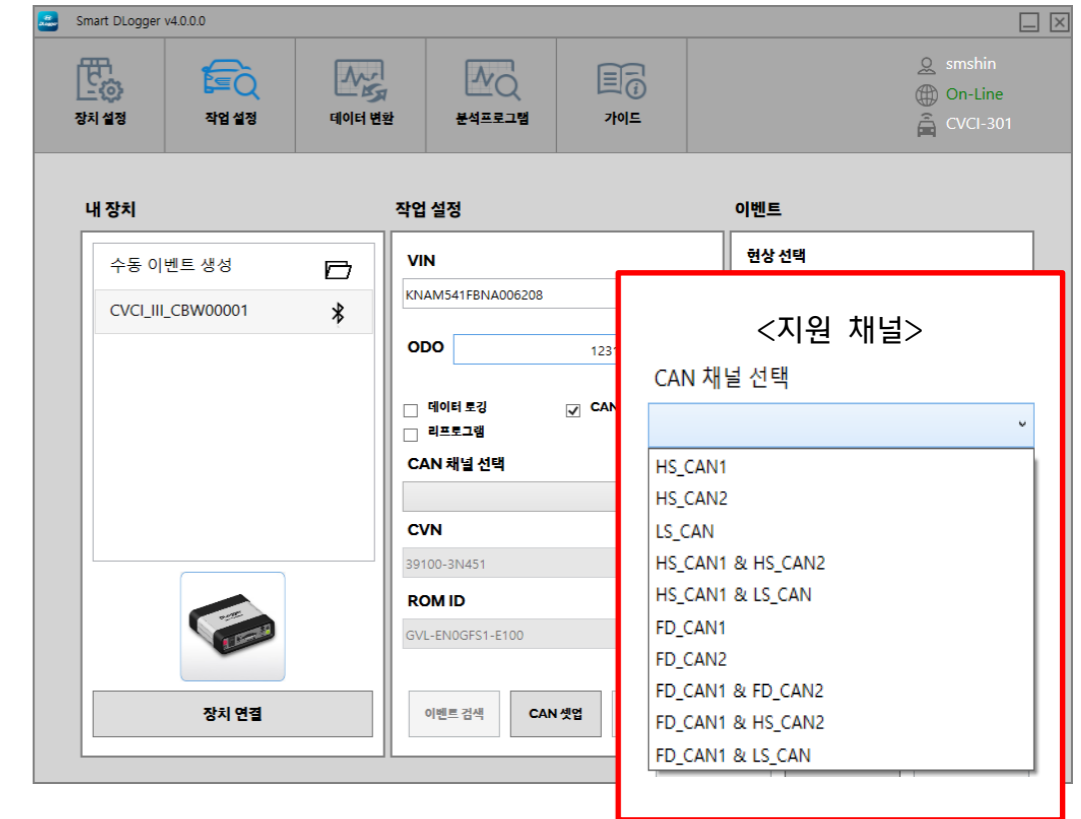 Smart DLogger v4.0.0.0
장치 설정
작업 설정
데이터 변환
분석프로그램
가이드
smshin
On-Line
CVCI-301
내 장치
수동 이벤트 생성
CVCI_III_CBW00001
장치 연결
작업 설정
VIN
KNAM541FBNA006208
ODO
1231
데이터 로깅
CAN
리프로그램
CAN 채널 선택
CVN
39100-3N451
ROM ID
GVL-EN0GFS1-E100
이벤트 검색
CAN 셋업
이벤트
현상 선택
<지원 채널>
CAN 채널 선택
HS_CAN1
HS_CAN2
LS_CAN
HS_CAN1 & HS_CAN2
HS_CAN1 & LS_CAN
FD_CAN1
FD_CAN2
FD_CAN1 & FD_CAN2
FD_CAN1 & HS_CAN2
FD_CAN1 & LS_CAN